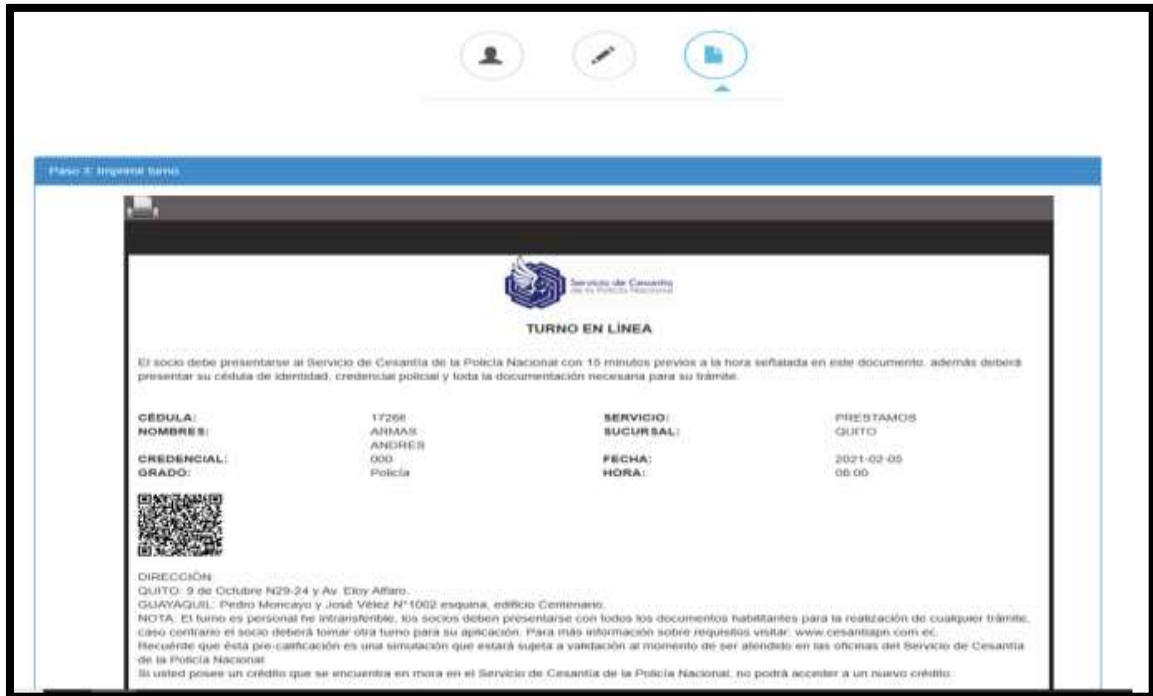 Paso 3: Imprimir turno
Servicio de Cesantía
de la Policía Nacional
TURNO EN LÍNEA
El socio debe presentarse al Servicio de Cesantía de la Policía Nacional con 15 minutos previos a la hora señalada en este documento, además deberá
presentar su cédula de identidad, credencial policial y toda la documentación necesaria para su trámite.
CÉDULA: 17266 SERVICIO: PRESTAMOS
NOMBRES: ARMAS SUCURSAL: QUITO
ANDRÉS
CREDENCIAL: 000 FECHA: 2021-02-05
GRADO: Policía HORA:
DIRECCIÓN:
QUITO: 9 de Octubre N29-24 y Av. Eloy Alfaro.
GUAYAQUIL: Pedro Moncayo y José Vélez N°1002 esquina, edificio Centenario.
NOTA: El turno es personal he intransferible, los socios deben presentarse con todos los documentos habilitantes para la realización de cualquier trámite,
caso contrario el socio deberá tomar otra turno para su aplicación. Para más información sobre requisitos visitar: www.cesantiapn.com.ec.
Recuérde que ésta pre-calificación es una simulación que estará sujeta a validación al momento de ser atendido en las oficinas del Servicio de Cesantía
de la Policía Nacional
Si usted posee un crédito que se encuentra en mora en el Servicio de Cesantía de la Policía Nacional, no podrá acceder a un nuevo crédito.